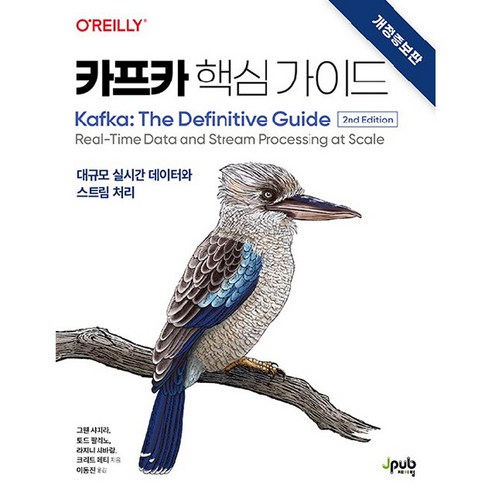 O'REILLY
개정증보판
카프카 핵심 가이드
Kafka: The Definitive Guide 2nd Edition
Real-Time Data and Stream Processing at Scale
대규모 실시간 데이터와
스트림 처리
그웬 샤피라,
토드 팔리노,
라지니 시바람,
크리트 페티 지음
이동진 옮김
Jpub
제이펍